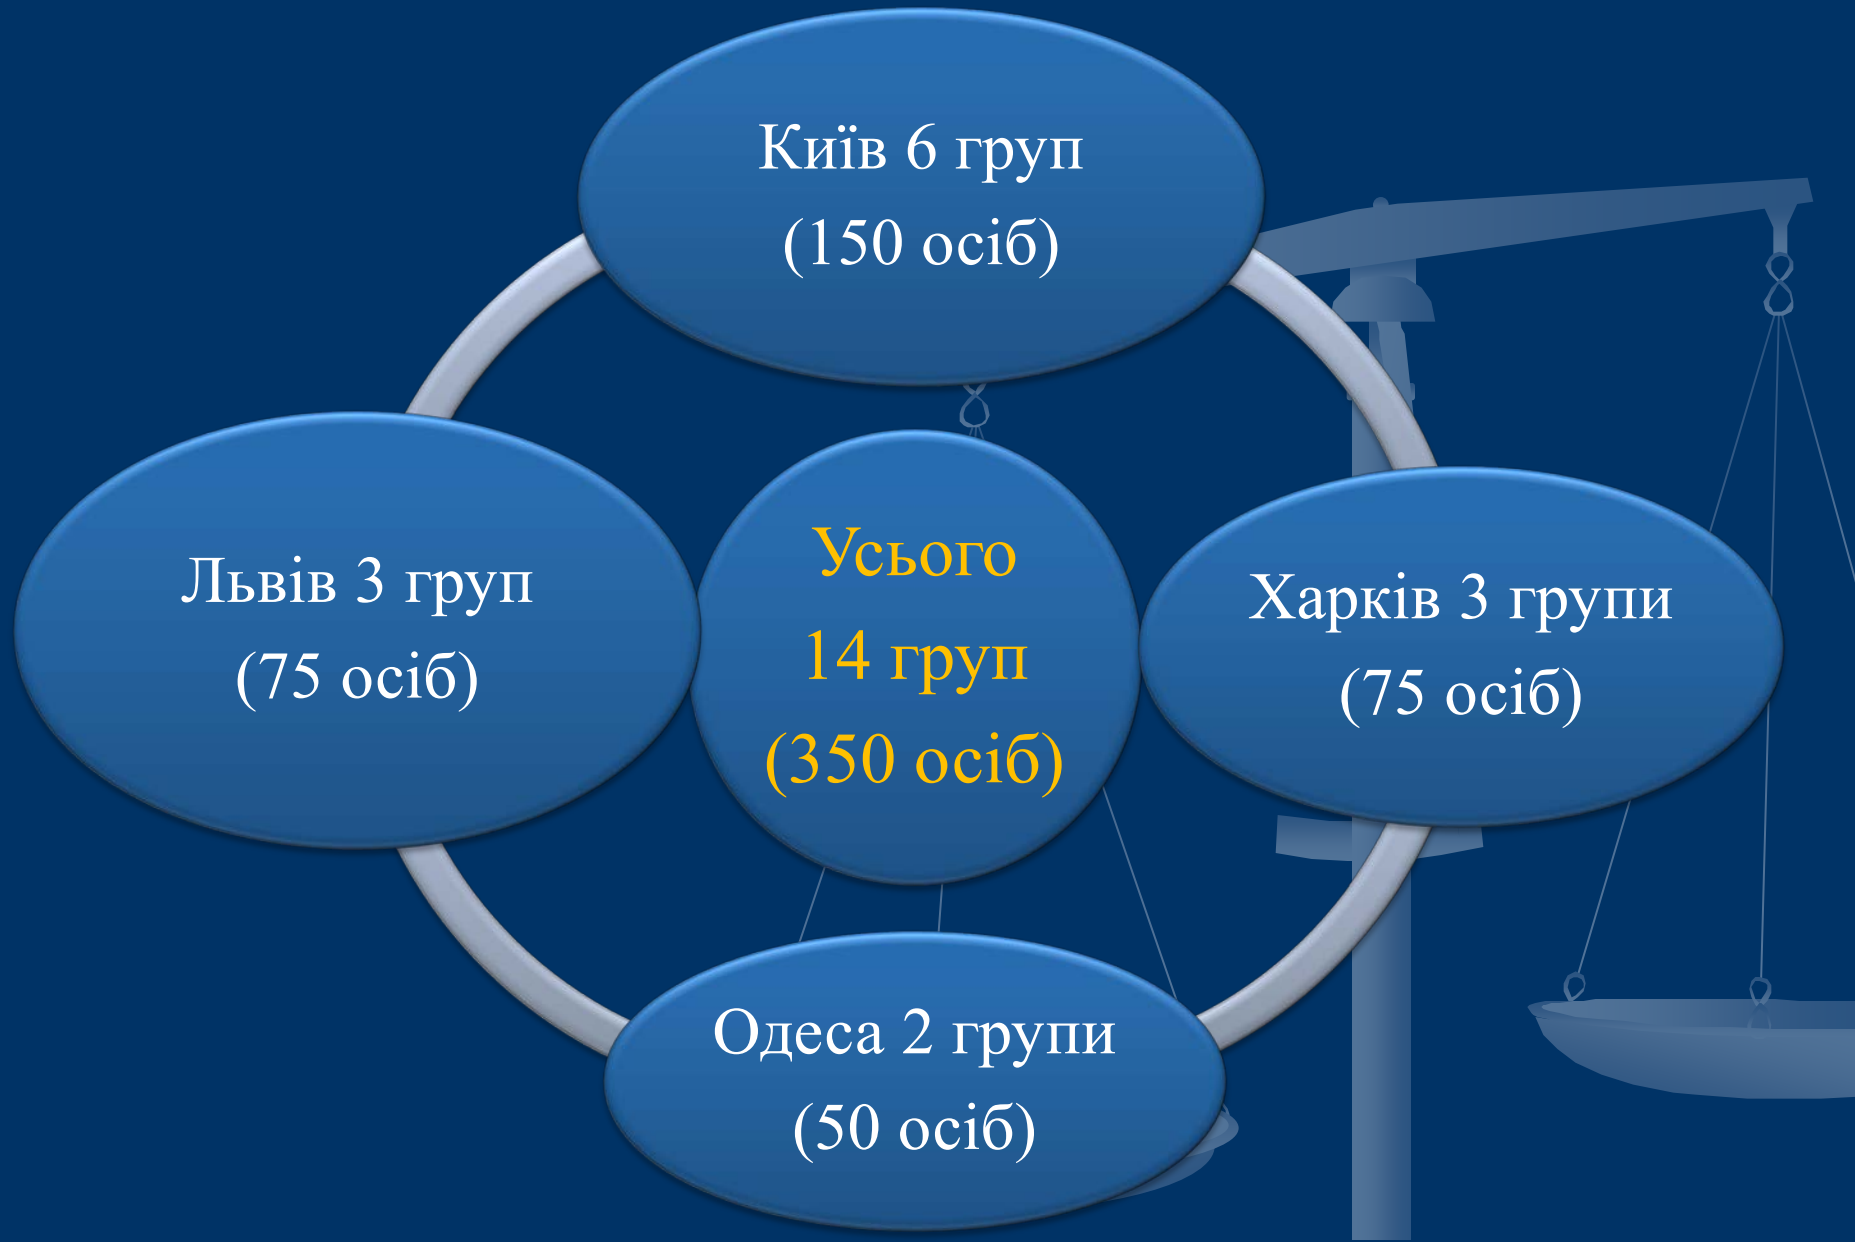 Київ 6 груп
(150 осіб)
Львів 3 груп
(75 осіб)
Усього
14 груп
(350 осіб)
Харків 3 групи
(75 осіб)
Одеса 2 групи
(50 осіб)